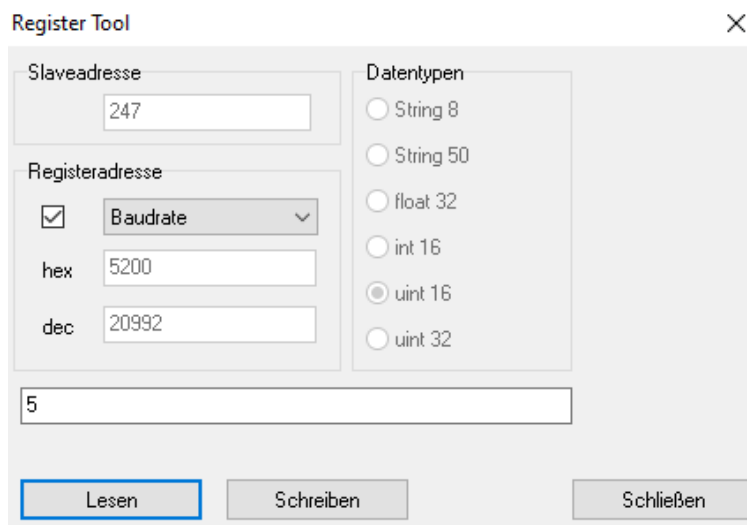 Register Tool
Slaveadresse
247
Registeradresse
Baudrate
hex
5200
dec
20992
Datentypen
String 8
String 50
float 32
int 16
uint 16
uint 32
5
Lesen
Schreiben
Schließen